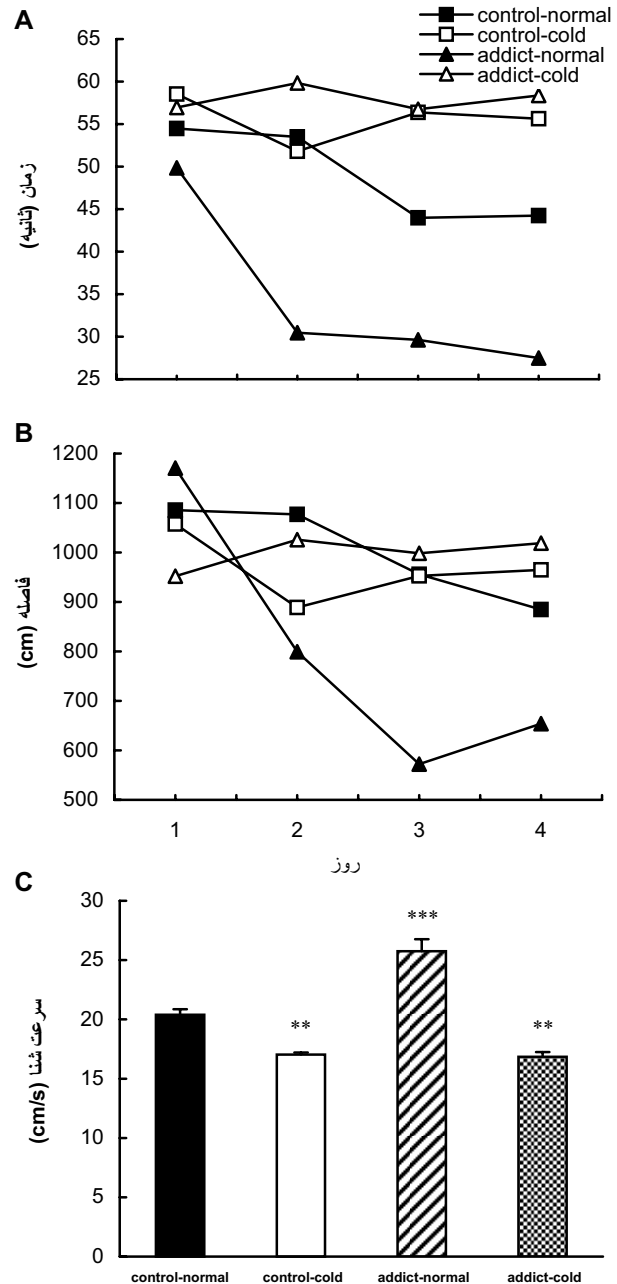 A
control-normal
control-cold
addict-normal
addict-cold
65
60
55
50
45
40
35
30
25
زمان (ثانیه)
B
1200
1100
1000
900
800
700
600
500
فاصله (cm)
1 2 3 4
روز
C
30
25
20
15
10
5
0
سرعت شنا (cm/s)
**
***
**
control-normal control-cold addict-normal addict-cold